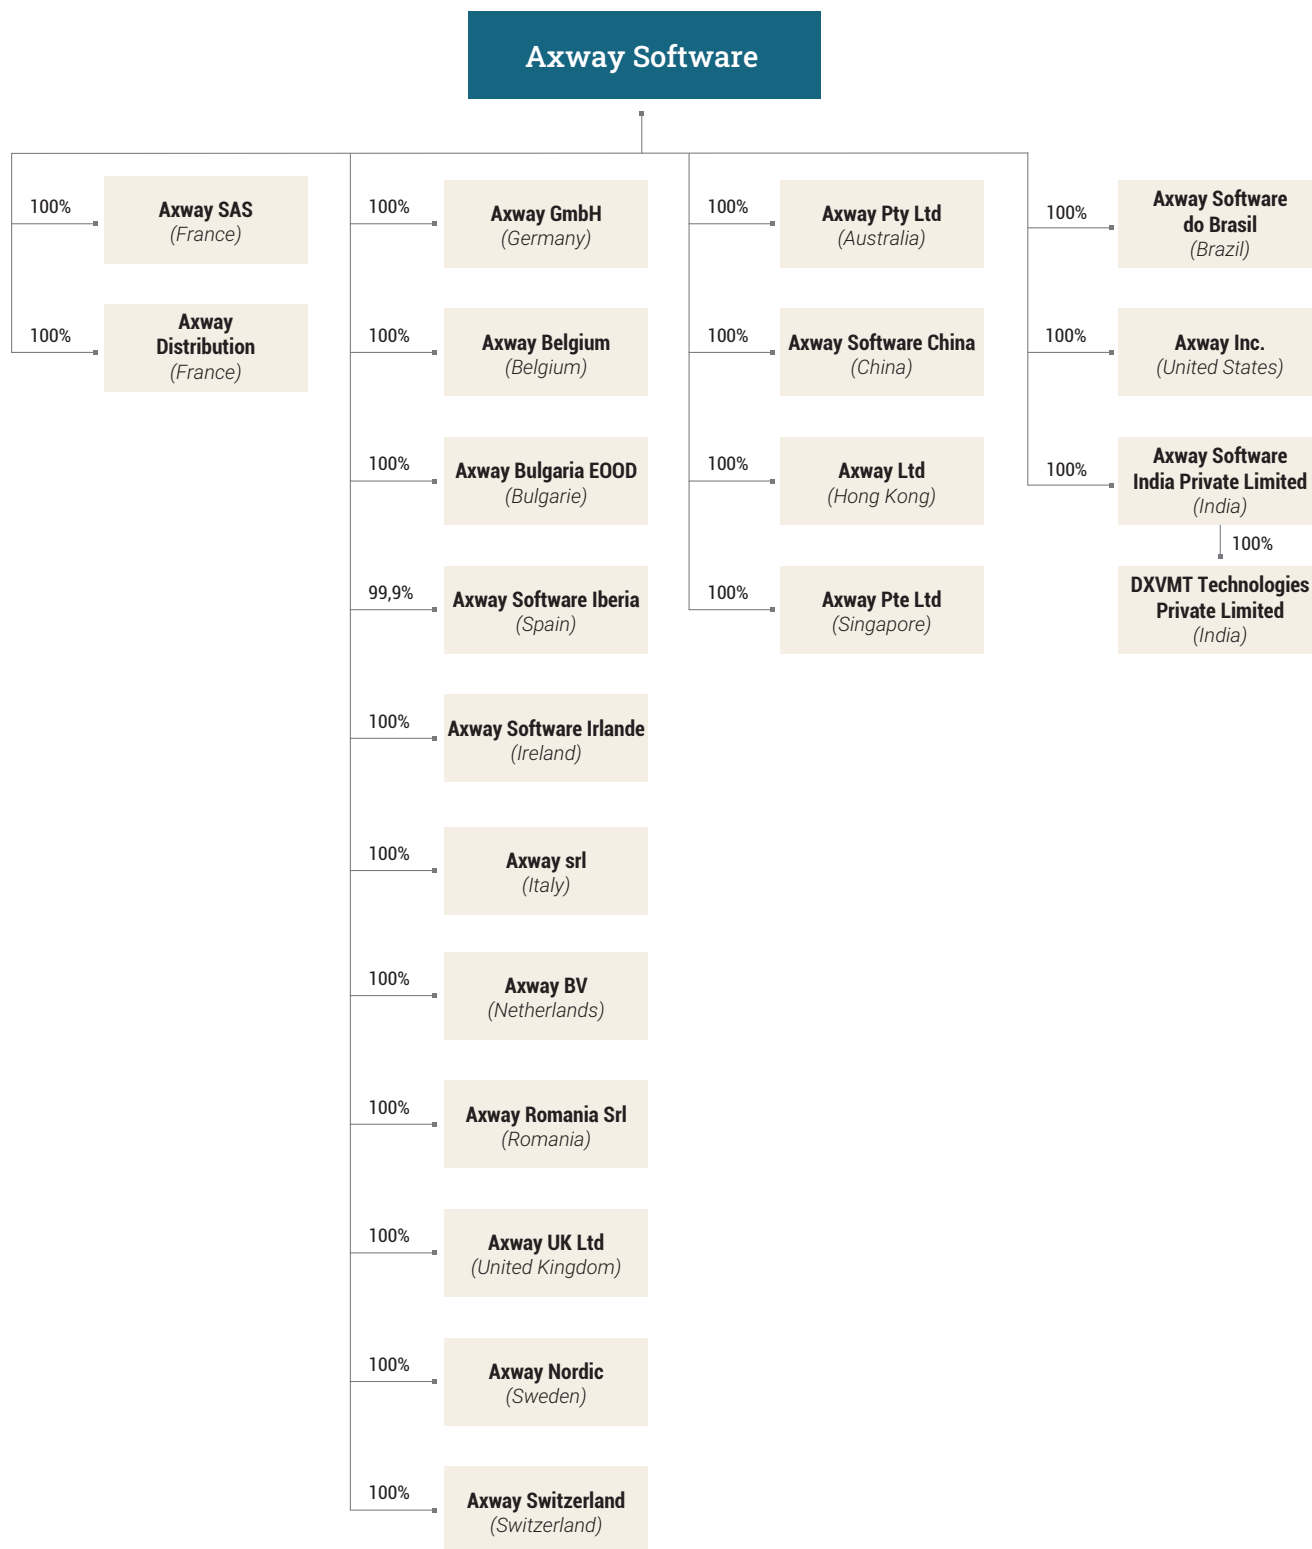 Axway Software
100%
Axway SAS
(France)
100%
Axway
Distribution
(France)
100%
Axway GmbH
(Germany)
100%
Axway Belgium
(Belgium)
100%
Axway Bulgaria EOOD
(Bulgarie)
99,9%
Axway Software Iberia
(Spain)
100%
Axway Software Irlande
(Ireland)
100%
Axway srl
(Italy)
100%
Axway BV
(Netherlands)
100%
Axway Romania Srl
(Romania)
100%
Axway UK Ltd
(United Kingdom)
100%
Axway Nordic
(Sweden)
100%
Axway Switzerland
(Switzerland)
100%
Axway Pty Ltd
(Australia)
100%
Axway Software China
(China)
100%
Axway Ltd
(Hong Kong)
100%
Axway Pte Ltd
(Singapore)
100%
Axway Software
do Brasil
(Brazil)
100%
Axway Inc.
(United States)
100%
Axway Software
India Private Limited
(India)
100%
DXVMT Technologies
Private Limited
(India)